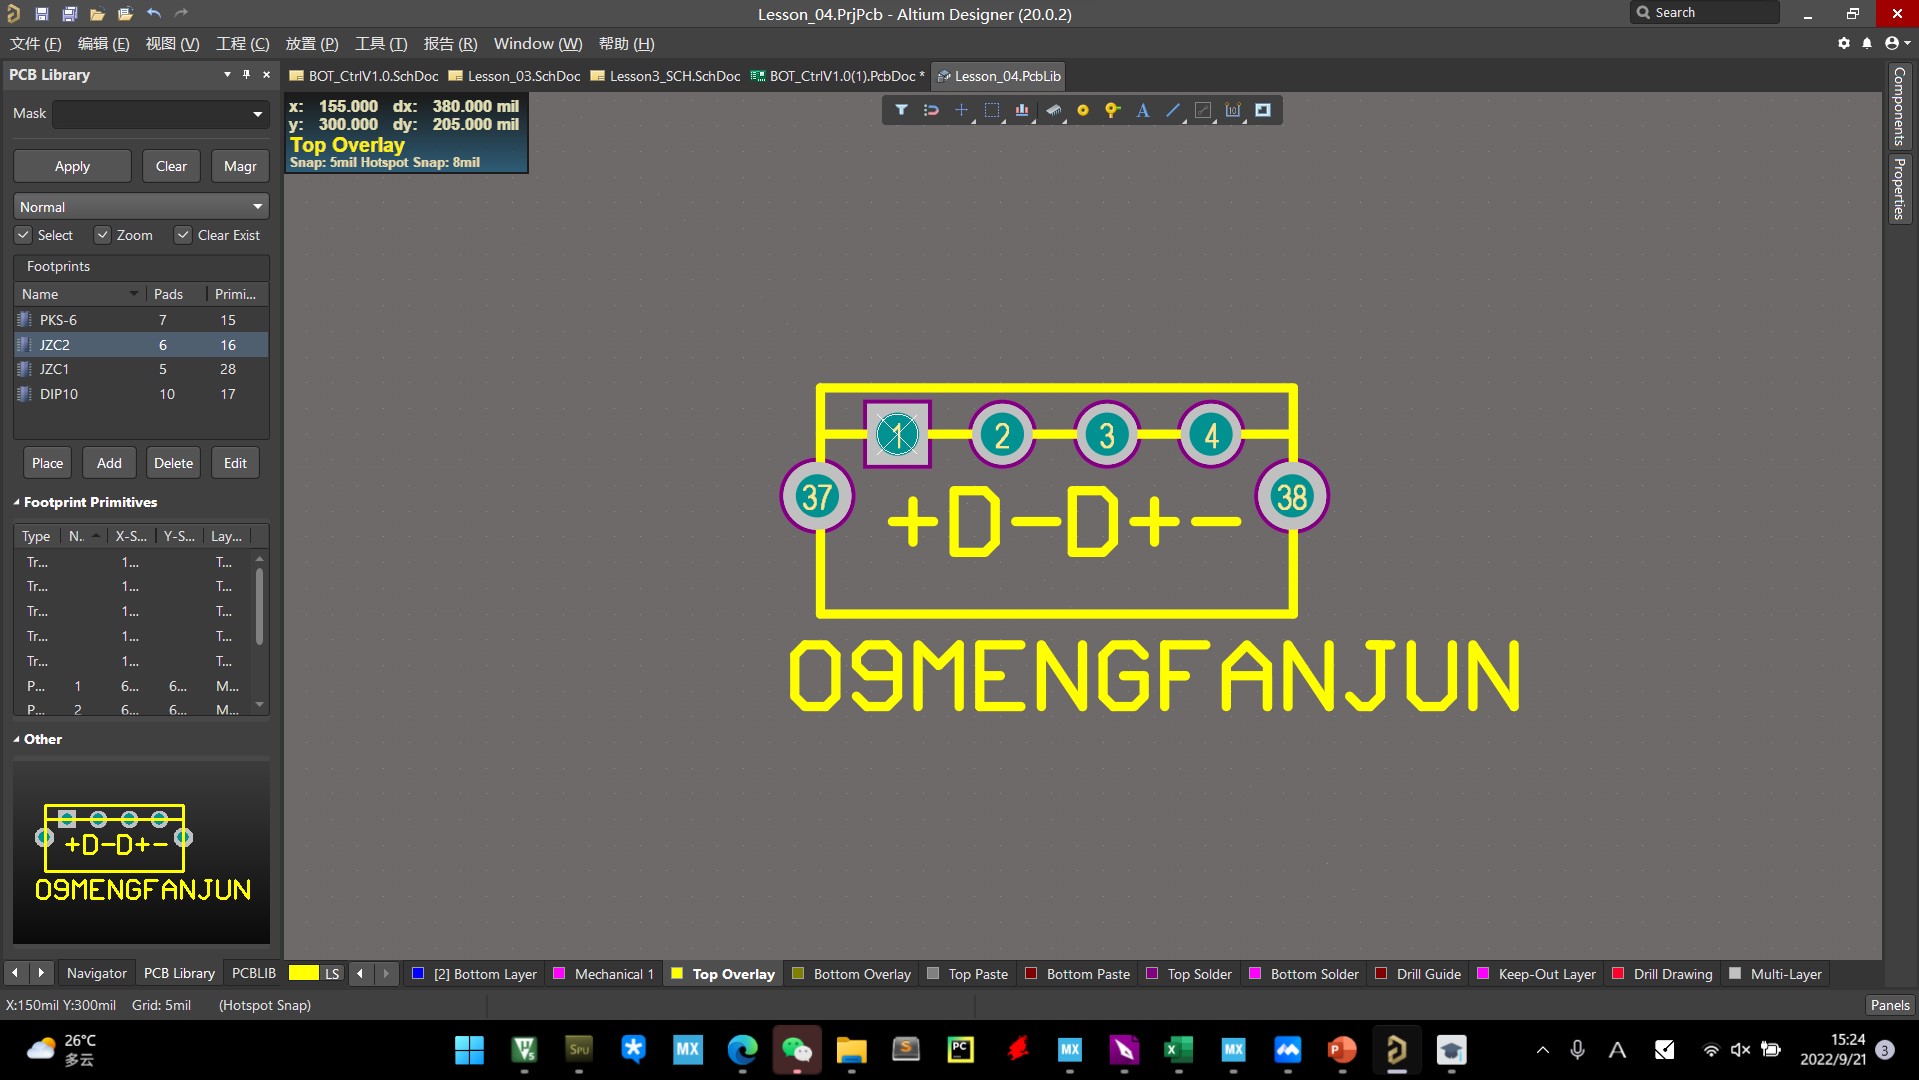 Lesson_04.PrjPcb - Altium Designer (20.0.2)
Search
文件 (F) 编辑 (E) 视图 (V) 工程 (C) 放置 (P) 工具 (T) 报告 (R) Window (W) 帮助 (H)
PCB Library
BOT_CtrlV1.0.SchDoc Lesson_03.SchDoc Lesson3_SCH.SchDoc BOT_CtrlV1.0(1).PcbDoc * Lesson_04.PcbLib
Mask
x: 155.000 dx: 380.000 mil
y: 300.000 dy: 205.000 mil
Top Overlay
Snap: 5mil Hotspot Snap: 8mil
Components
Properties
Apply Clear Magr
Normal
Select Zoom Clear Exist
Footprints
Name Pads Primi...
PKS-6 7 15
JZC2 6 16
JZC1 5 28
DIP10 10 17
Place Add Delete Edit
Footprint Primitives
Type N.. X-S... Y-S... Lay...
Tr... 1... T...
Tr... 1... T...
Tr... 1... T...
Tr... 1... T...
Tr... 1... T...
P... 1 6... 6... M...
P... 2 6... 6... M...
Other
+D-D+-
09MENGFANJUN
1 2 3 4
37 38
+D-D+-
09MENGFANJUN
Navigator PCB Library PCBLIB LS [2] Bottom Layer Mechanical 1 Top Overlay Bottom Overlay Top Paste Bottom Paste Top Solder Bottom Solder Drill Guide Keep-Out Layer Drill Drawing Multi-Layer
X:150mil Y:300mil Grid: 5mil (Hotspot Snap)
Panels
26°C
多云
SPU
MX
PC
MX
MX
A
15:24
2022/9/21
3